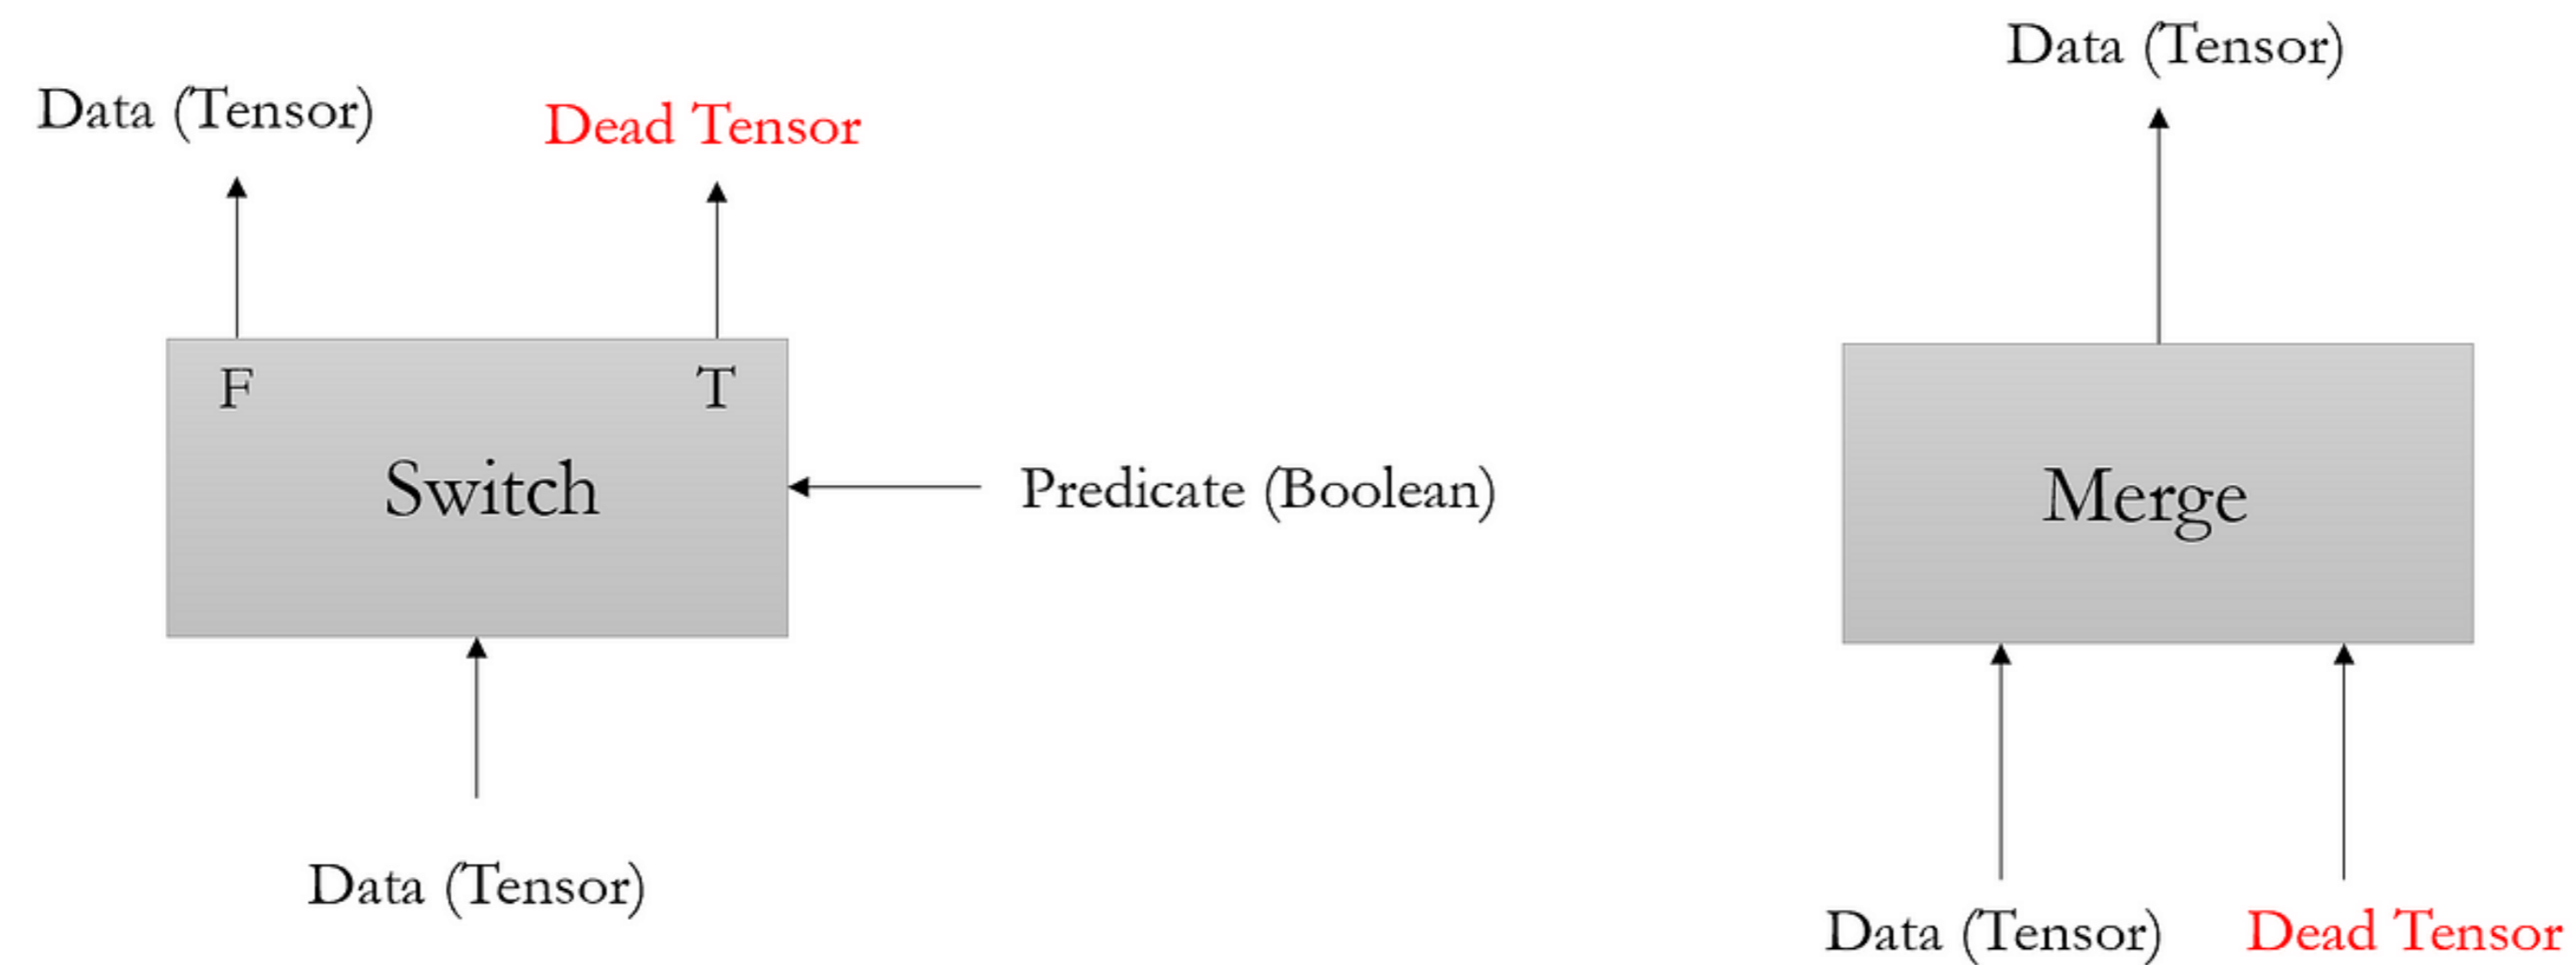 Data (Tensor)
Dead Tensor
F
T
Switch
Predicate (Boolean)
Data (Tensor)
Data (Tensor)
Merge
Data (Tensor)
Dead Tensor